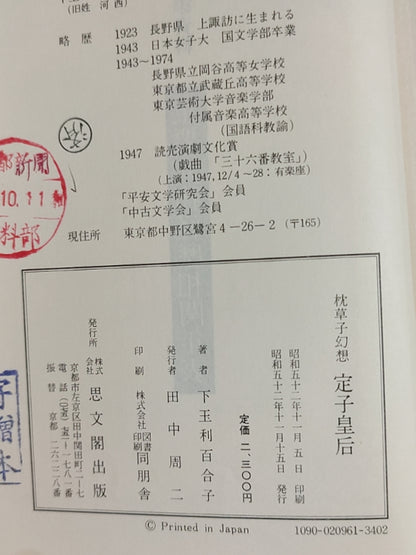 (旧姓 河西)
略 歴 1923 長野県 上諏訪に生まれる
1943 日本女子大 国文学部卒業
1943~1974
長野県立岡谷高等女学校
東京都立武蔵丘高等学校
東京芸術大学音楽学部
付属音楽高等学校
(国語科教諭)
1947 読売演劇文化賞
(戯曲「三十六番教室」)
(上演:1947,12/4~28:有楽座)
「平安文学研究会」会員
「中古文学会」会員
現住所 東京都中野区鷺宮4-26-2 (〒165)
都新聞
10.11
料部
枕草子幻想 定子皇后
昭和五十二年十一月五日 印刷
昭和五十二年十一月十五日 発行
定価 二、三〇〇円
著者 下玉利百合子
発行者 田中周二
印刷 株式会社 図書印刷 同朋舎
発行所 株式会社 思文閣出版
京都市左京区田中関田町二-七
電話(〇七五)七五一-一七八一番
振替 京都 二六二二八番
寄贈本
© Printed in Japan
1090-020961-3402